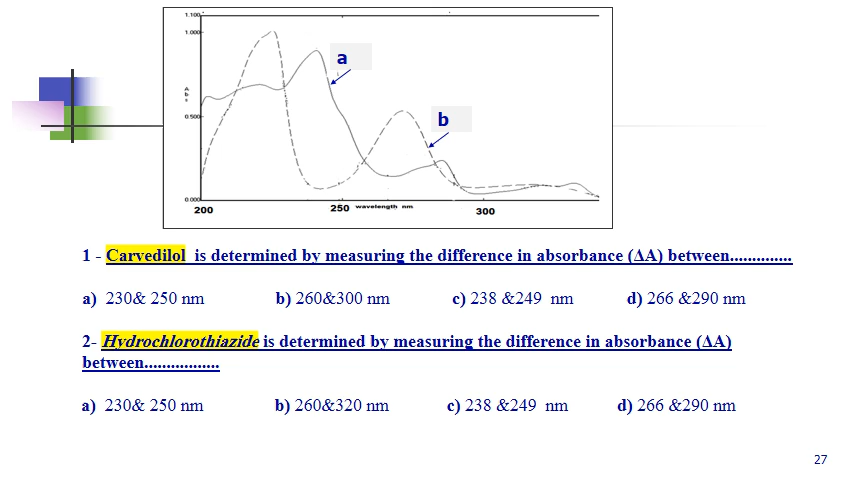 1.100
1.000
a
A
b
s
0.500
b
0.000
200 250 wavelength nm 300
1 - Carvedilol is determined by measuring the difference in absorbance (ΔA) between..............
a) 230& 250 nm b) 260&300 nm c) 238 &249 nm d) 266 &290 nm
2- Hydrochlorothiazide is determined by measuring the difference in absorbance (ΔA)
between.................
a) 230& 250 nm b) 260&320 nm c) 238 &249 nm d) 266 &290 nm
27